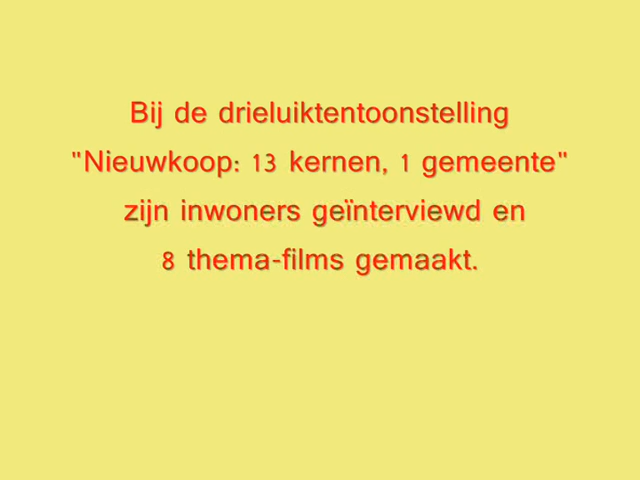 Bij de drieluiktentoonstelling
"Nieuwkoop: 13 kernen, 1 gemeente"
zijn inwoners geïnterviewd en
8 thema-films gemaakt.